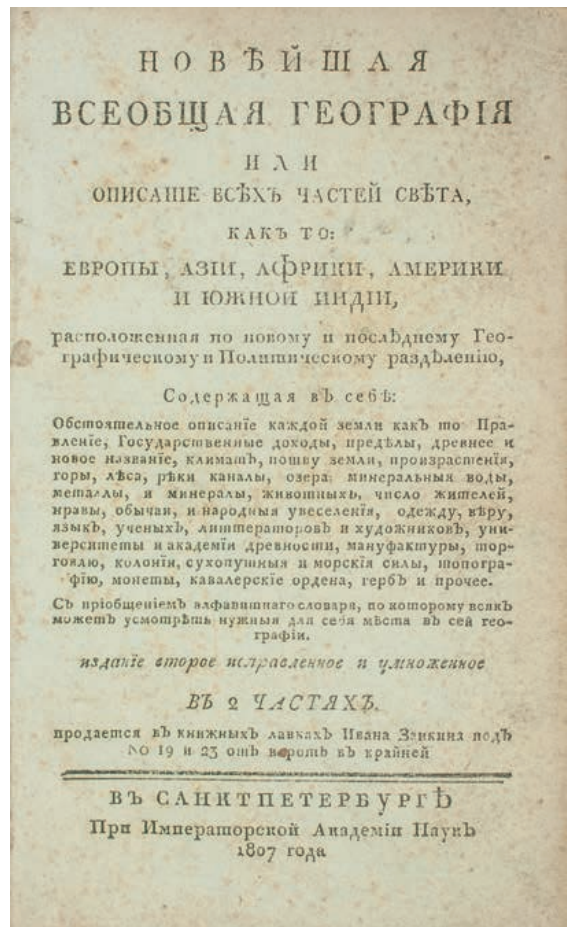 НОВѢЙШАЯ
ВСЕОБЩАЯ ГЕОГРАФІЯ
ИЛИ
ОПИСАНІЕ ВСѢХЪ ЧАСТЕЙ СВѢТА,
КАКЪ ТО:
ЕВРОПЫ, АЗІИ, АФРИКИ, АМЕРИКИ
И ЮЖНОЙ ИНДІИ,
расположенная по новому и послѣднему Гео-
графическому и Политическому раздѣленію,
Содержащая въ себѣ:
Обстоятельное описаніе каждой земли какъ то Пра-
вленіе, Государственные доходы, предѣлы, древнее и
новое названіе, климатъ, почву земли, произрастенія,
горы, лѣса, рѣки каналы, озера, минеральныя воды,
металлы, и минералы, животныхъ, число жителей,
нравы, обычаи, и народныя увеселенія, одежду, вѣру,
языкъ, ученыхъ, литтераторовъ и художниковъ, уни-
верситеты и академіи древности, мануфактуры, тор-
говлю, колоніи, сухопутныя и морскія силы, топогра-
фію, монеты, кавалерскіе ордена, гербъ и прочее.
Съ пріобщеніемъ алфавитнаго словаря, по которому всякъ
можетъ усмотрѣть нужныя для себя мѣста въ сей гео-
графіи.
изданіе второе исправленное и умноженное
ВЪ 2 ЧАСТЯХЪ.
продается въ книжныхъ лавкахъ Ивана Заикина подъ
No 19 и 23 отъ воротъ въ крайней
ВЪ САНКТПЕТЕРБУРГѢ
При Императорской Академіи Наукъ
1807 года